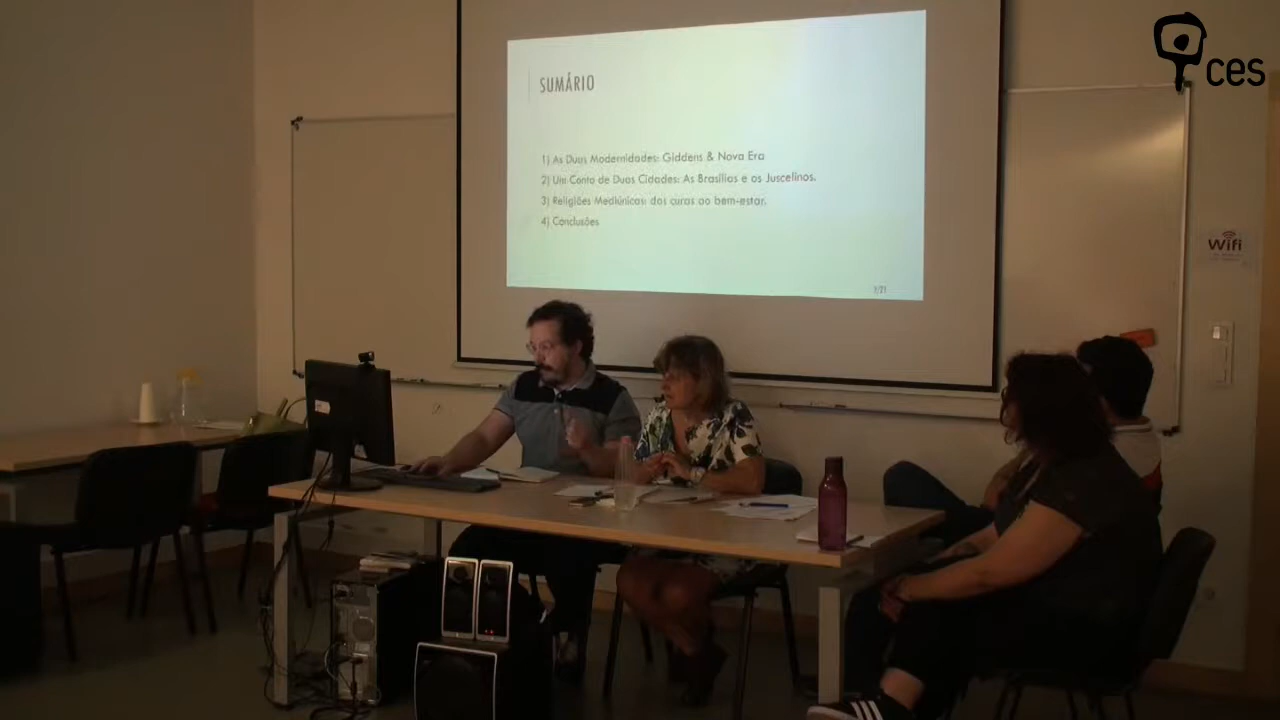 ces
SUMÁRIO
1) As Duas Modernidades: Giddens & Nova Era
2) Um Conto de Duas Cidades: As Brasílias e os Juscelinos.
3) Religiões Mediúnicas: das curas ao bem-estar.
4) Conclusões
Wifi